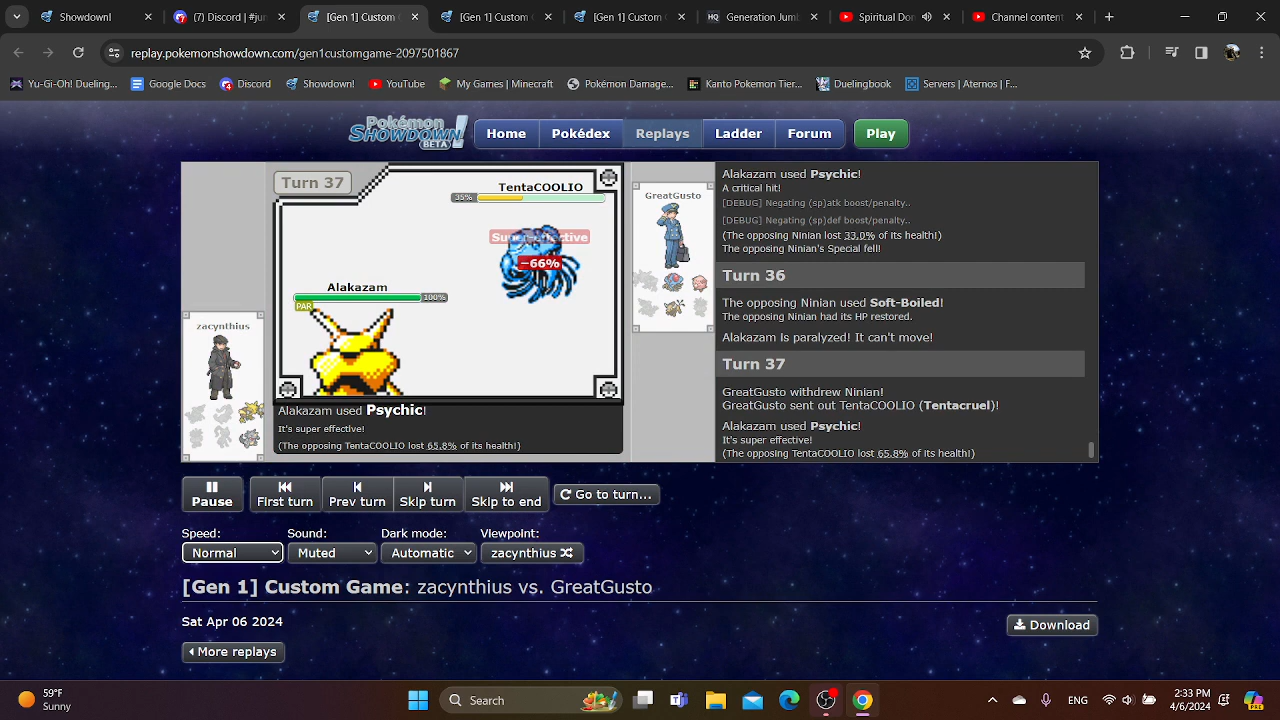 Showdown!
(7) Discord | #jun
[Gen 1] Custom
[Gen 1] Custom
[Gen 1] Custom
HQ
Generation Juml
Spiritual Don
Channel content
replay.pokemonshowdown.com/gen1customgame-2097501867
Yu-Gi-Oh! Dueling...
Google Docs
Discord
Showdown!
YouTube
My Games | Minecraft
Pokémon Damage...
Kanto Pokemon Tier...
Duelingbook
Servers | Aternos | F...
Pokémon
SHOWDOWN!
BETA
Home
Pokédex
Replays
Ladder
Forum
Play
Turn 37
TentaCOOLIO
35%
Super-effective
−66%
Alakazam
100%
PAR
zacynthius
Alakazam used Psychic!
It's super effective!
(The opposing TentaCOOLIO lost 65.8% of its health!)
GreatGusto
Alakazam used Psychic!
A critical hit!
[DEBUG] Negating (sp)atk boost/penalty..
[DEBUG] Negating (sp)def boost/penalty..
(The opposing Ninian lost 33.0% of its health!)
The opposing Ninian's Special fell!
Turn 36
The opposing Ninian used Soft-Boiled!
The opposing Ninian had its HP restored.
Alakazam is paralyzed! It can't move!
Turn 37
GreatGusto withdrew Ninian!
GreatGusto sent out TentaCOOLIO (Tentacruel)!
Alakazam used Psychic!
It's super effective!
(The opposing TentaCOOLIO lost 65.8% of its health!)
Pause
First turn
Prev turn
Skip turn
Skip to end
Go to turn...
Speed:
Sound:
Dark mode:
Viewpoint:
Normal
Muted
Automatic
zacynthius
[Gen 1] Custom Game: zacynthius vs. GreatGusto
Sat Apr 06 2024
Download
More replays
59°F
Sunny
Search
ENG
2:33 PM
4/6/2024
PRE